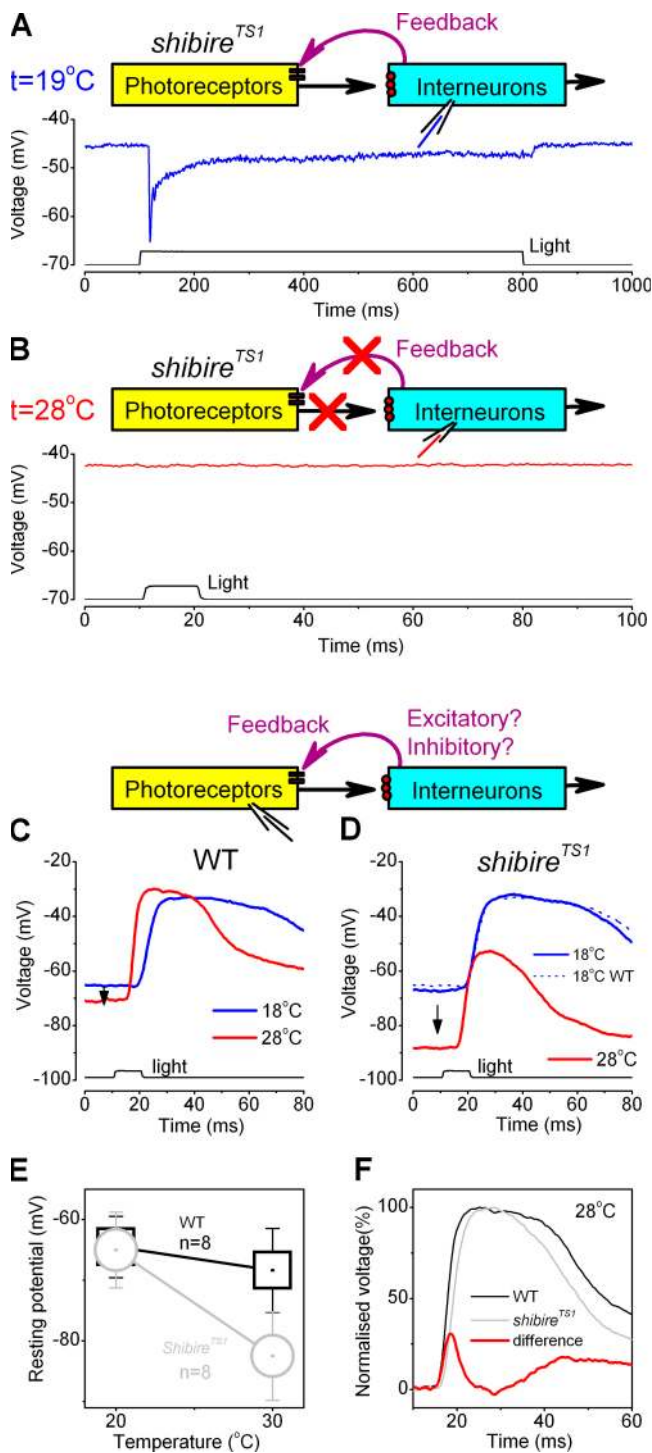 A
shibire^TS1
Feedback
t=19°C
Photoreceptors
Interneurons
Voltage (mV)
-40
-50
-60
-70
Light
0 200 400 600 800 1000
Time (ms)
B
shibire^TS1
Feedback
t=28°C
Photoreceptors
Interneurons
Voltage (mV)
-40
-50
-60
-70
Light
0 20 40 60 80 100
Time (ms)
Feedback
Excitatory?
Inhibitory?
Photoreceptors
Interneurons
C
WT
Voltage (mV)
-20
-40
-60
-80
-100
18°C
28°C
light
0 20 40 60 80
Time (ms)
D
shibire^TS1
Voltage (mV)
-20
-40
-60
-80
-100
18°C
18°C WT
28°C
light
0 20 40 60 80
Time (ms)
E
Resting potential (mV)
-60
-80
WT
n=8
Shibire^TS1
n=8
20 30
Temperature (°C)
F
Normalised voltage(%)
100
50
0
28°C
WT
shibire^TS1
difference
20 40 60
Time (ms)